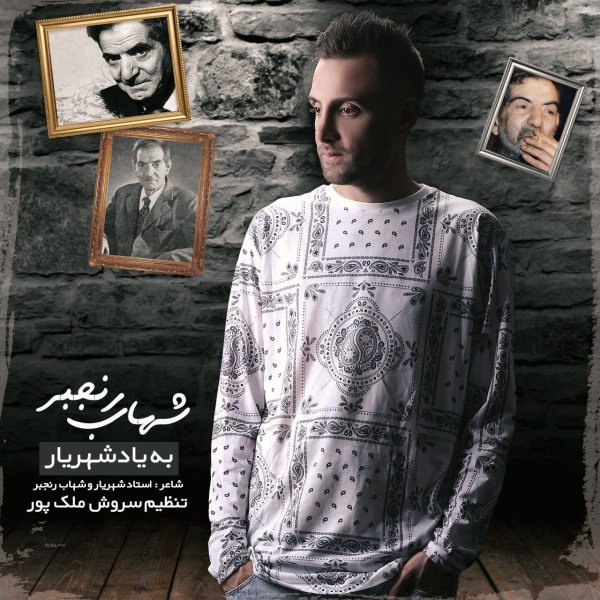 شهاب رنجبر
به یاد شهریار
شاعر : استاد شهریار و شهاب رنجبر
تنظیم سروش ملک پور